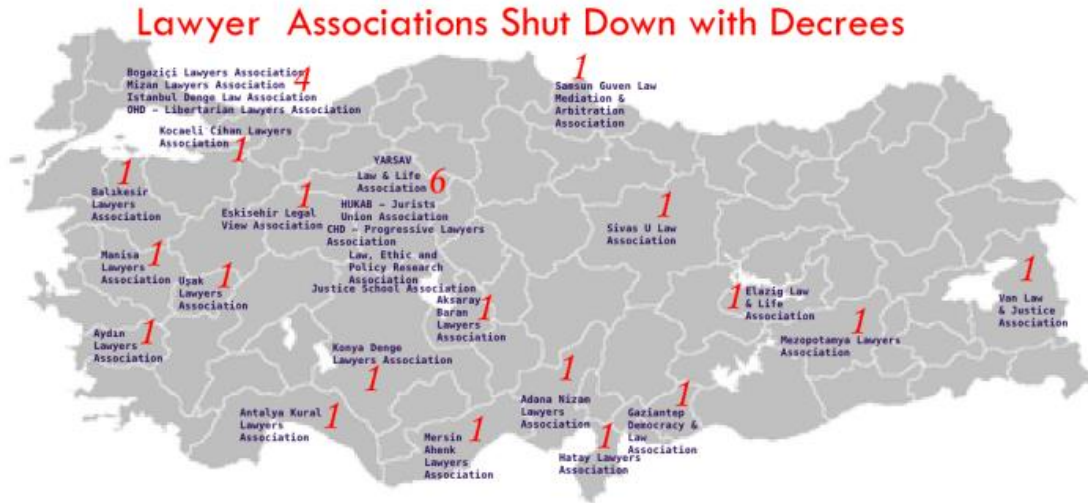 Lawyer Associations Shut Down with Decrees
Bogaziçi Lawyers Association
Mizan Lawyers Association
Istanbul Denge Law Association
OHD – Libertarian Lawyers Association
4
Kocaeli Cihan Lawyers
Association
1
1
Samsun Guven Law
Mediation &
Arbitration
Association
1
Balıkesir
Lawyers
Association
1
Eskisehir Legal
View Association
YARSAV
Law & Life
Association
6
HUKAB – Jurists
Union Association
CHD – Progressive Lawyers
Association
Law, Ethic and
Policy Research
Association
Justice School Association
1
Sivas U Law
Association
1
Manisa
Lawyers
Association
1
Uşak
Lawyers
Association
1
Aydın
Lawyers
Association
Aksaray
Baran
Lawyers
Association
1
1
Elazig Law
& Life
Association
1
Mezopotamya Lawyers
Association
1
Van Law
& Justice
Association
Konya Denge
Lawyers Association
1
1
Adana Nizam
Lawyers
Association
1
Gaziantep
Democracy &
Law
Association
Antalya Kural
Lawyers
Association
1
Mersin
Ahenk
Lawyers
Association
1
1
Hatay Lawyers
Association